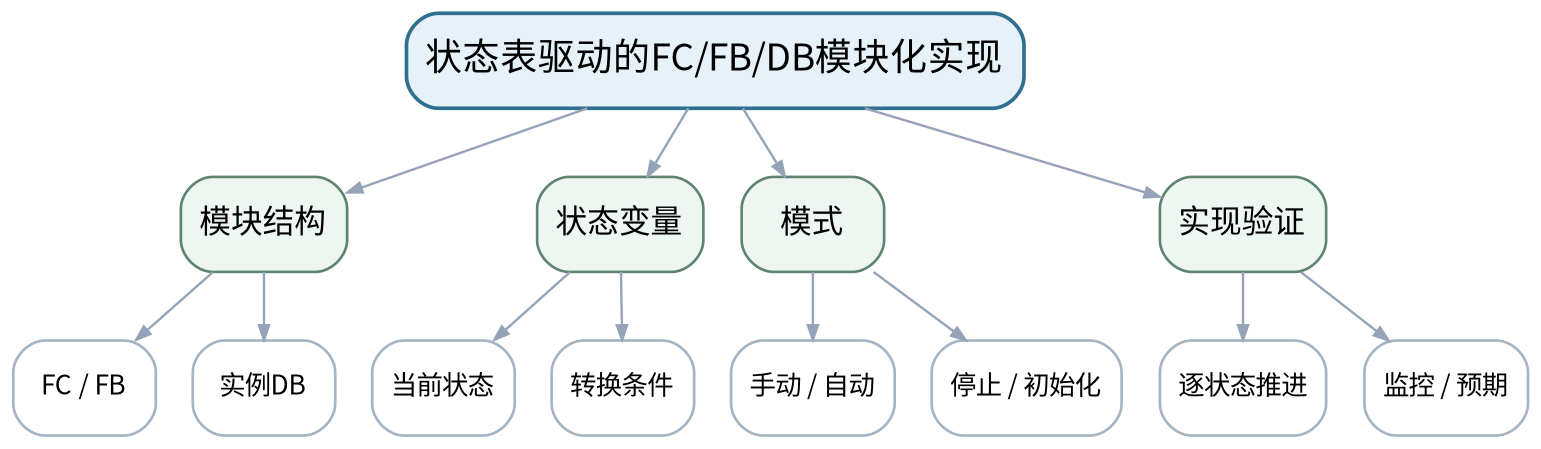 状态表驱动的FC/FB/DB模块化实现
模块结构
状态变量
模式
实现验证
FC / FB
实例DB
当前状态
转换条件
手动 / 自动
停止 / 初始化
逐状态推进
监控 / 预期